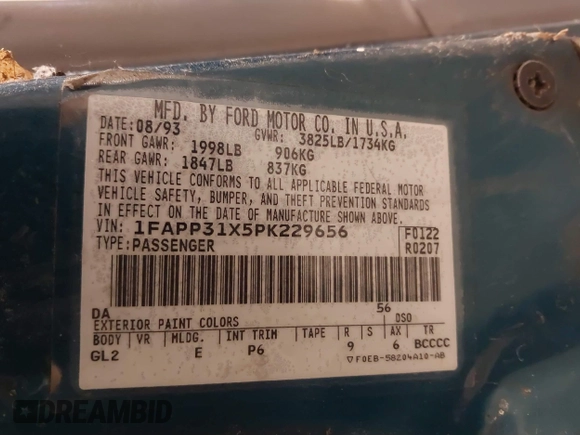 MFD. BY FORD MOTOR CO. IN U.S.A.
DATE: 08/93 GVWR: 3825LB/1734KG
FRONT GAWR: 1998LB 906KG
REAR GAWR: 1847LB 837KG
THIS VEHICLE CONFORMS TO ALL APPLICABLE FEDERAL MOTOR
VEHICLE SAFETY, BUMPER, AND THEFT PREVENTION STANDARDS
IN EFFECT ON THE DATE OF MANUFACTURE SHOWN ABOVE.
VIN: 1FAPP31X5PK229656 F0122
TYPE: PASSENGER R0207
DA 56
EXTERIOR PAINT COLORS DSO
BODY VR MLDG. INT TRIM TAPE R S AX TR
GL2 E P6 9 6 BCCCC
▽F0EB-58204A10-AB
DREAMBID